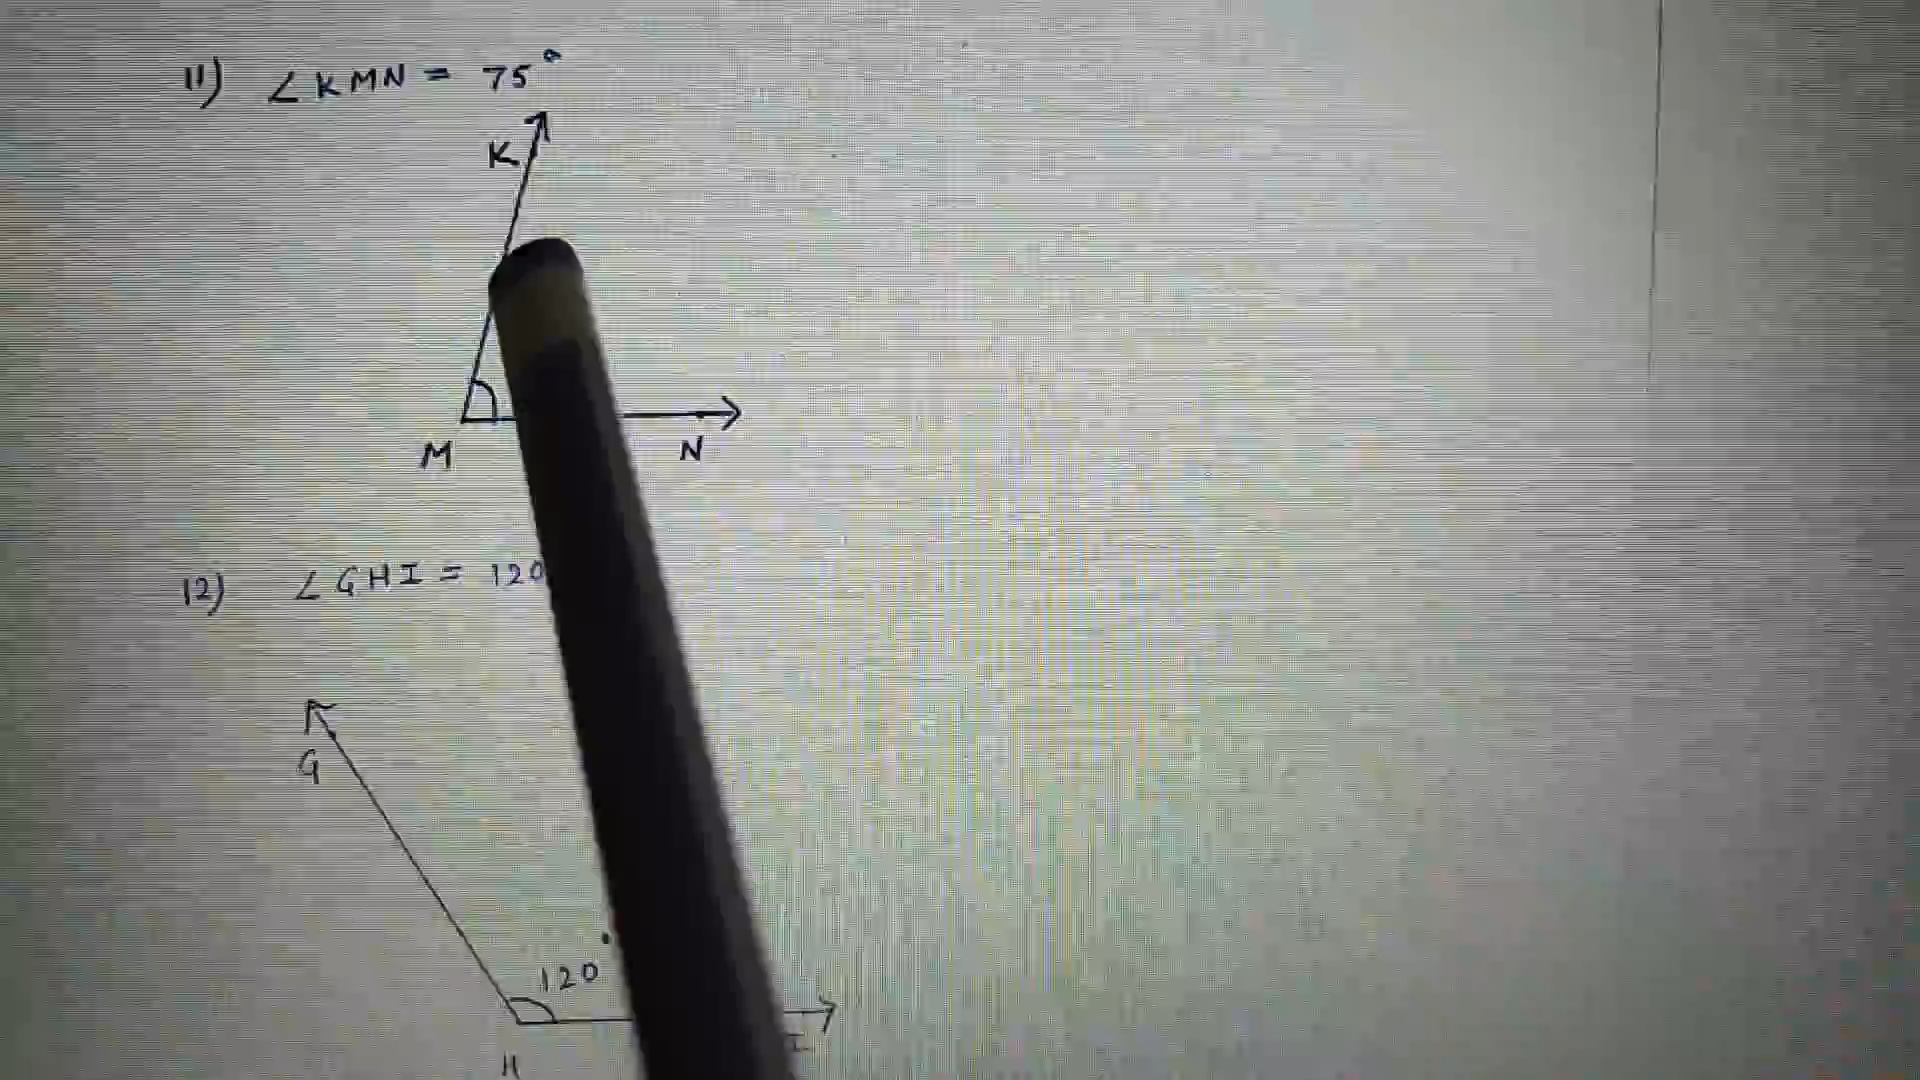 11) ∠KMN = 75°
K
M N
12) ∠GHI = 120
G
120°
H I